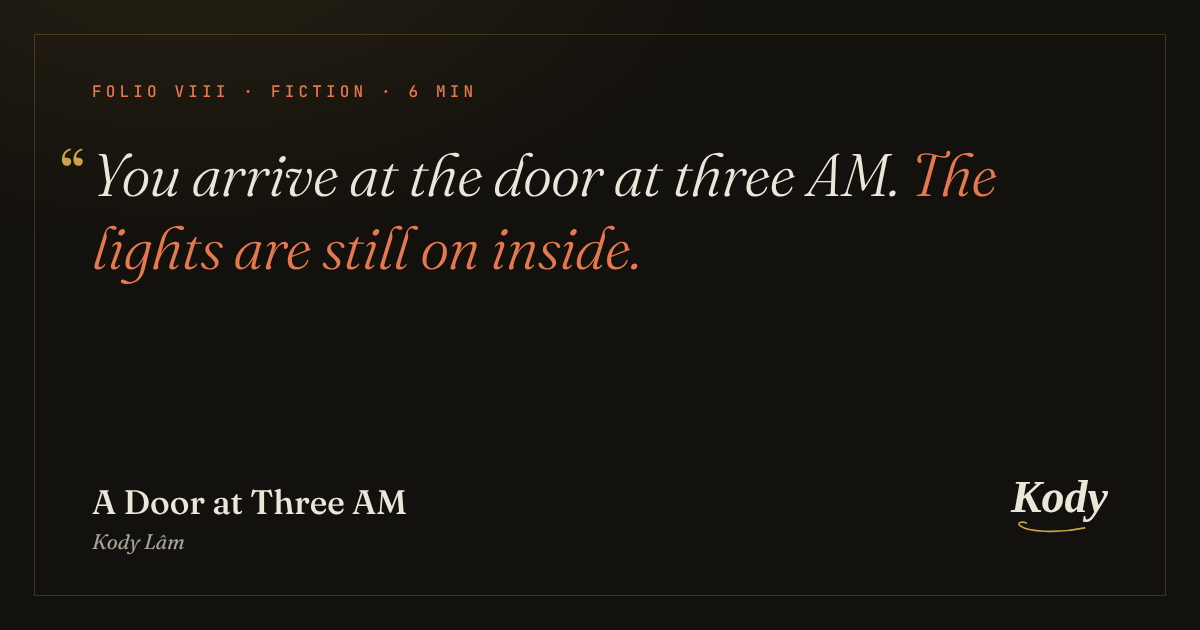 FOLIO VIII · FICTION · 6 MIN
“You arrive at the door at three AM. The
lights are still on inside.
A Door at Three AM
Kody Lâm
Kody